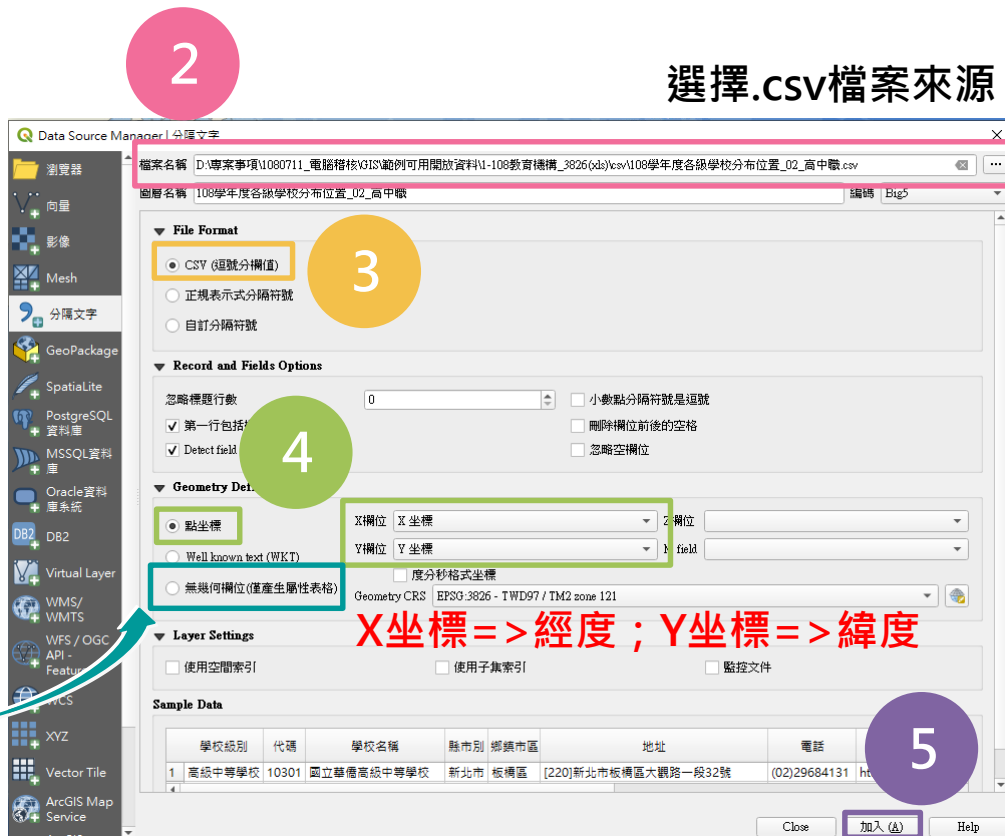 2
選擇.csv檔案來源
Data Source Manager | 分隔文字
瀏覽器
向量
影像
Mesh
分隔文字
GeoPackage
SpatiaLite
PostgreSQL
資料庫
MSSQL資料
庫
Oracle資料
庫系統
DB2
DB2
Virtual Layer
WMS/
WMTS
WFS / OGC
API -
WCS
XYZ
Vector Tile
ArcGIS Map
Service
檔案名稱 D:\專案事項\1080711_電腦稽核\GIS\範例可用開放資料\1-108教育機構_3826(xls)\csv\108學年度各級學校分布位置_02_高中職.csv
圖層名稱 108學年度各級學校分布位置_02_高中職 編碼 Big5
File Format
CSV (逗號分欄值)
3
正規表示式分隔符號
自訂分隔符號
Record and Fields Options
忽略標題行數 0 小數點分隔符號是逗號
第一行包括 刪除欄位前後的空格
Detect field 忽略空欄位
4
Geometry
點坐標 X欄位 X 坐標 欄位
Well known text (WKT) Y欄位 Y 坐標 field
度分秒格式坐標
無幾何欄位(僅產生屬性表格) Geometry CRS EPSG:3826 - TWD97 / TM2 zone 121
X坐標=>經度；Y坐標=>緯度
Layer Settings
使用空間索引 使用子集索引 監控文件
Sample Data
5
學校級別 代碼 學校名稱 縣市別 鄉鎮市區 地址 電話
1 高級中等學校 10301 國立華僑高級中等學校 新北市 板橋區 [220]新北市板橋區大觀路一段32號 (02)29684131
Close 加入 (A) Help